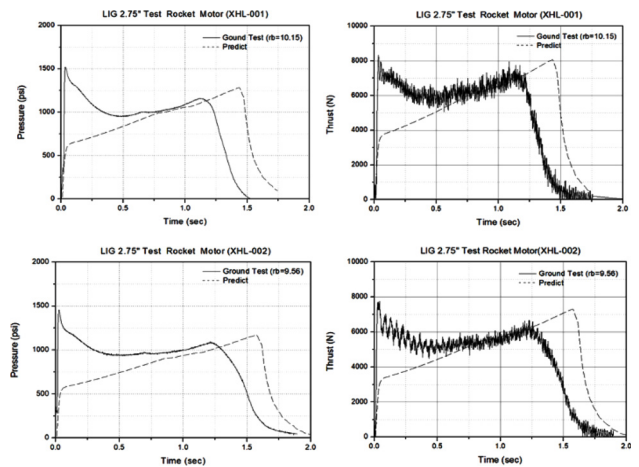 LIG 2.75" Test Rocket Motor (XHL-001)
Gound Test (rb=10.15)
Predict
Pressure (psi)
2000
1500
1000
500
0
0.0 0.5 1.0 1.5 2.0
Time (sec)
LIG 2.75" Test Rocket Motor (XHL-001)
Ground Test (rb=10.15)
Predict
Thrust (N)
10000
8000
6000
4000
2000
0
0.0 0.5 1.0 1.5 2.0
Time (sec)
LIG 2.75" Test Rocket Motor (XHL-002)
Ground Test (rb=9.56)
Predict
Pressure (psi)
2000
1500
1000
500
0
0.0 0.5 1.0 1.5 2.0
Time (sec)
LIG 2.75" Test Rocket Motor(XHL-002)
Ground Test (rb=9.56)
Predict
Thrust (N)
10000
8000
6000
4000
2000
0
0.0 0.5 1.0 1.5 2.0
Time (sec)